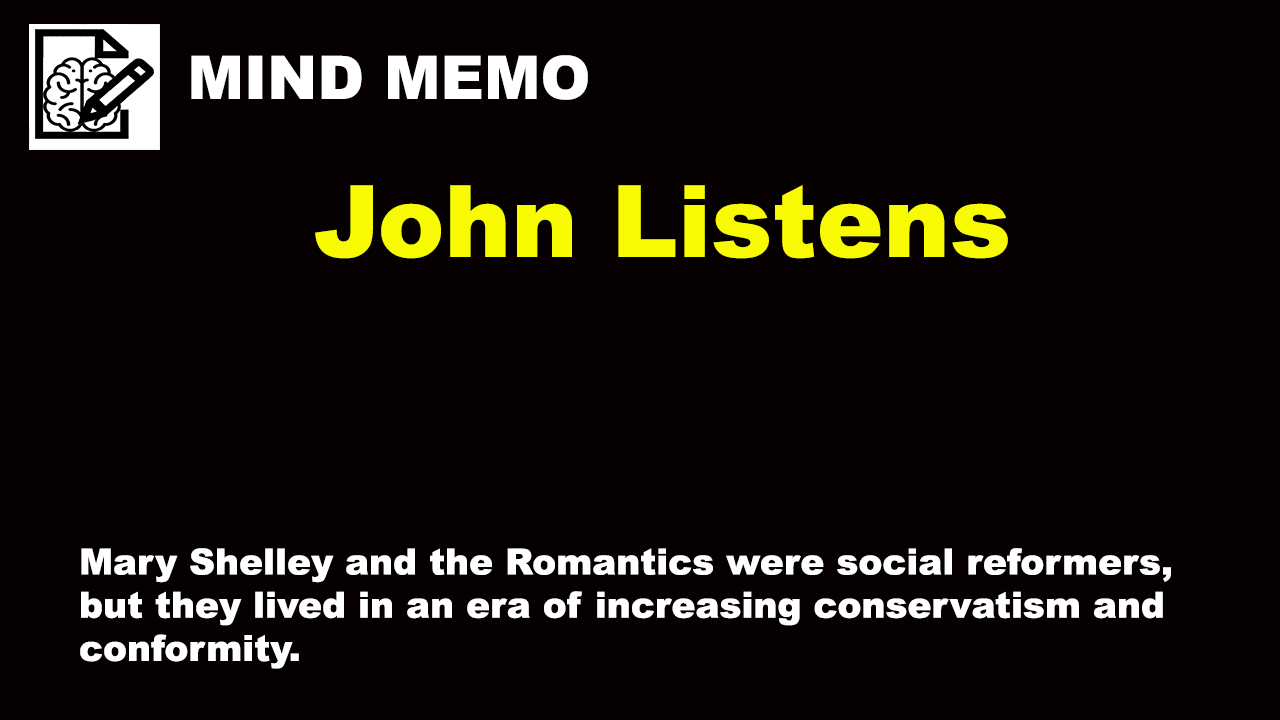 MIND MEMO
John Listens
Mary Shelley and the Romantics were social reformers,
but they lived in an era of increasing conservatism and
conformity.